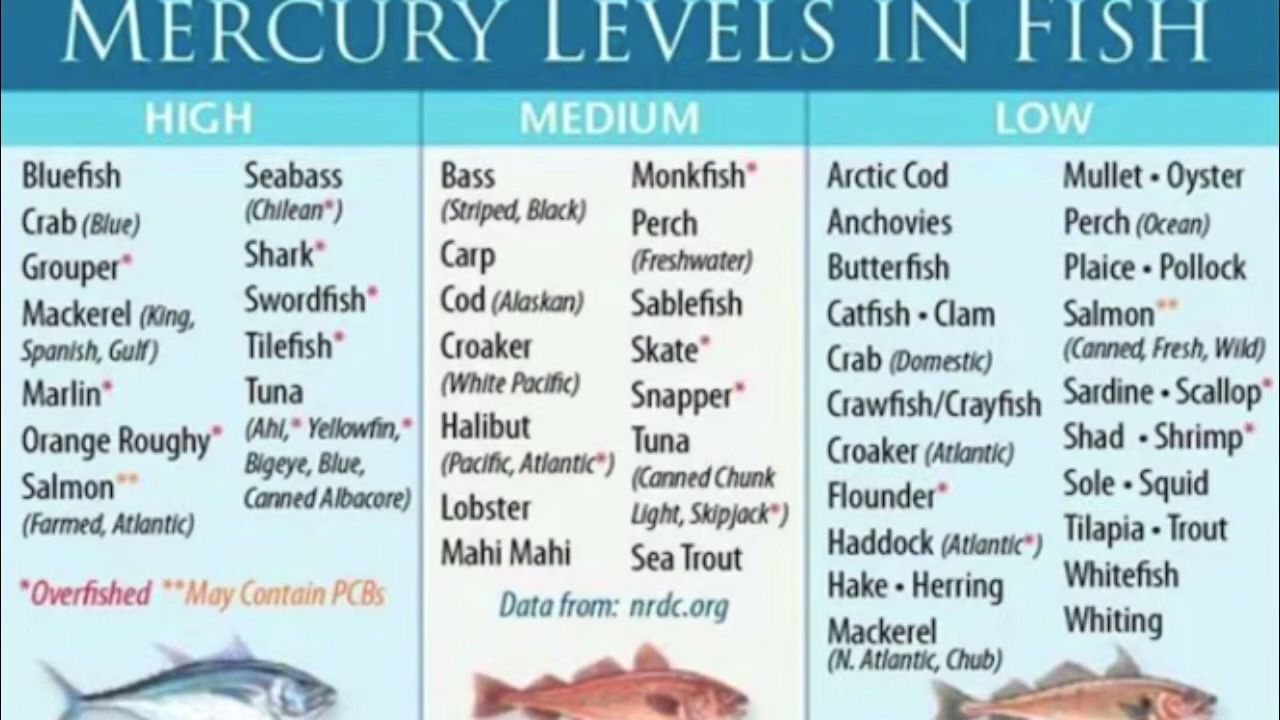 MERCURY LEVELS IN FISH
HIGH
Bluefish
Crab (Blue)
Grouper*
Mackerel (King,
Spanish, Gulf)
Marlin*
Orange Roughy*
Salmon**
(Farmed, Atlantic)
Seabass
(Chilean*)
Shark*
Swordfish*
Tilefish*
Tuna
(Ahi,* Yellowfin,*
Bigeye, Blue,
Canned Albacore)
*Overfished **May Contain PCBs
MEDIUM
Bass
(Striped, Black)
Carp
Cod (Alaskan)
Croaker
(White Pacific)
Halibut
(Pacific, Atlantic*)
Lobster
Mahi Mahi
Monkfish*
Perch
(Freshwater)
Sablefish
Skate*
Snapper*
Tuna
(Canned Chunk
Light, Skipjack*)
Sea Trout
Data from: nrdc.org
LOW
Arctic Cod
Anchovies
Butterfish
Catfish • Clam
Crab (Domestic)
Crawfish/Crayfish
Croaker (Atlantic)
Flounder*
Haddock (Atlantic*)
Hake • Herring
Mackerel
(N. Atlantic, Chub)
Mullet • Oyster
Perch (Ocean)
Plaice • Pollock
Salmon**
(Canned, Fresh, Wild)
Sardine • Scallop*
Shad • Shrimp*
Sole • Squid
Tilapia • Trout
Whitefish
Whiting